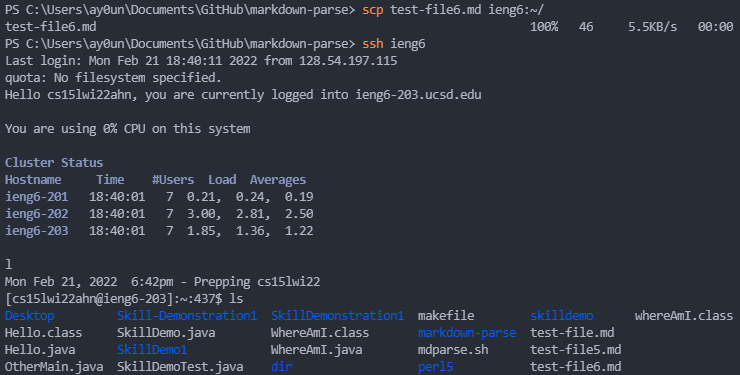 PS C:\Users\ay0un\Documents\GitHub\markdown-parse> scp test-file6.md ieng6:~/
test-file6.md 100% 46 5.5KB/s 00:00
PS C:\Users\ay0un\Documents\GitHub\markdown-parse> ssh ieng6
Last login: Mon Feb 21 18:40:11 2022 from 128.54.197.115
quota: No filesystem specified.
Hello cs15lwi22ahn, you are currently logged into ieng6-203.ucsd.edu
You are using 0% CPU on this system
Cluster Status
Hostname Time #Users Load Averages
ieng6-201 18:40:01 7 0.21, 0.24, 0.19
ieng6-202 18:40:01 7 3.00, 2.81, 2.50
ieng6-203 18:40:01 7 1.85, 1.36, 1.22
l
Mon Feb 21, 2022 6:42pm - Prepping cs15lwi22
[cs15lwi22ahn@ieng6-203]:~:437$ ls
Desktop Skill-Demonstration1 SkillDemonstration1 makefile skilldemo whereAmI.class
Hello.class SkillDemo.java WhereAmI.class markdown-parse test-file.md
Hello.java SkillDemo1 WhereAmI.java mdparse.sh test-file5.md
OtherMain.java SkillDemoTest.java dir perl5 test-file6.md